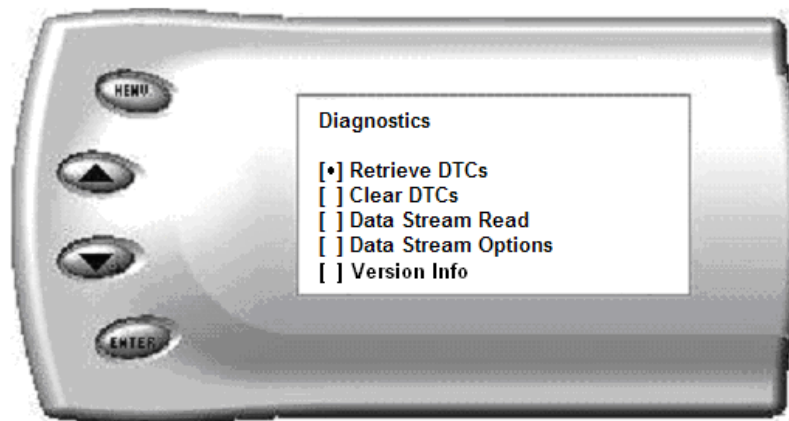 MENU
Diagnostics
[•] Retrieve DTCs
[ ] Clear DTCs
[ ] Data Stream Read
[ ] Data Stream Options
[ ] Version Info
ENTER